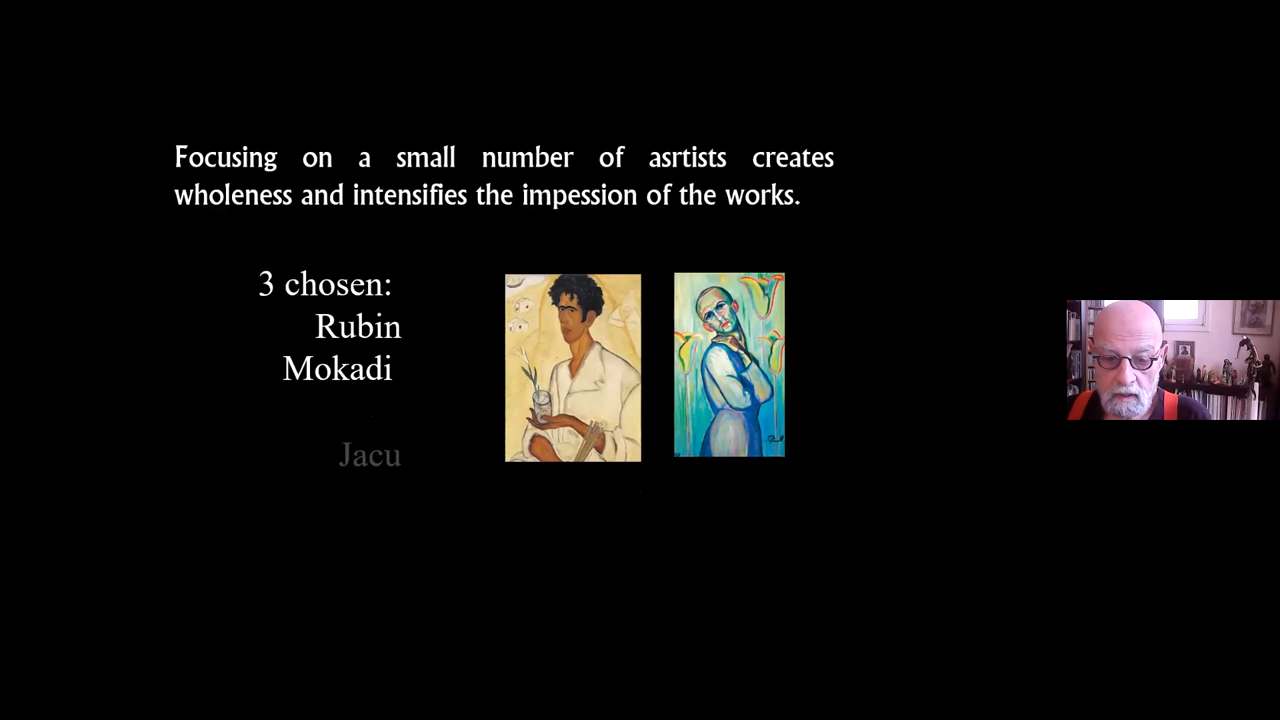 Focusing on a small number of asrtists creates
wholeness and intensifies the impession of the works.
3 chosen:
Rubin
Mokadi
Jacu